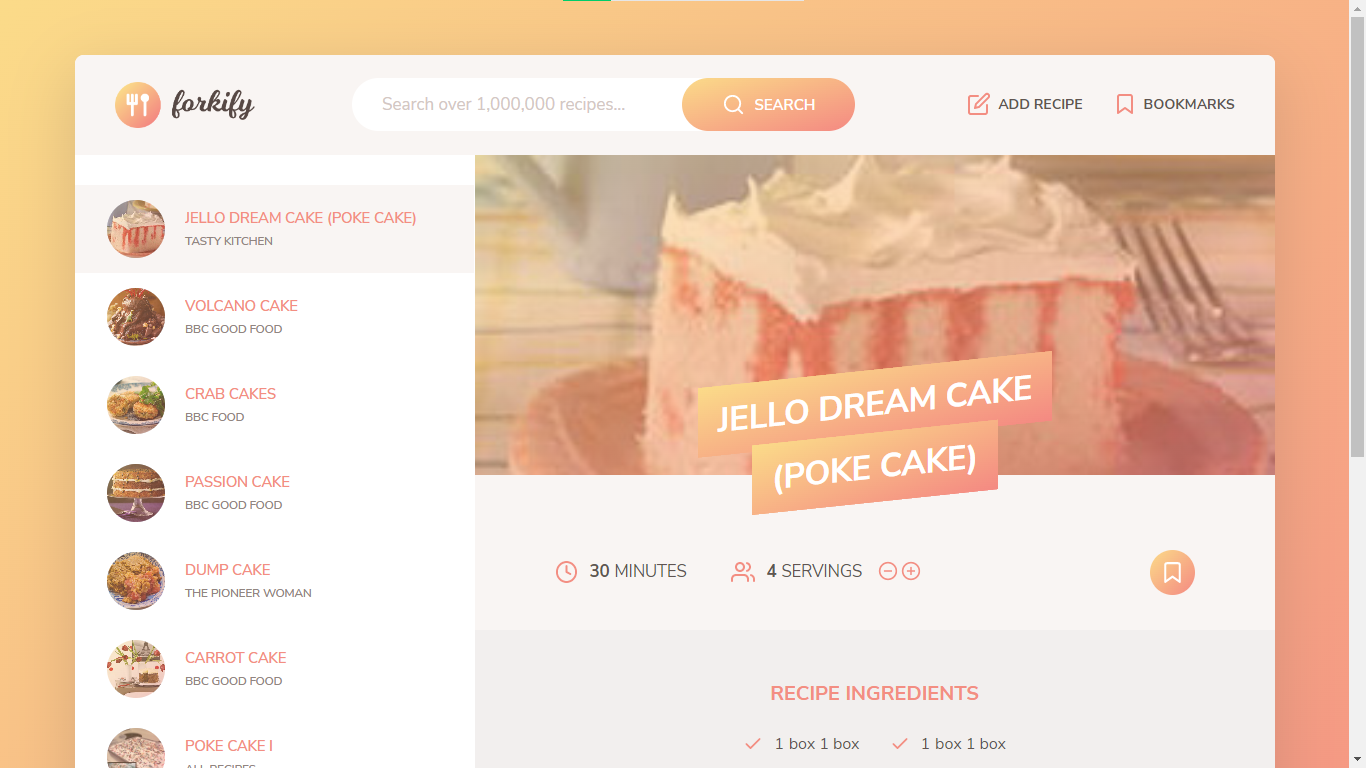 forkify
Search over 1,000,000 recipes...
SEARCH
ADD RECIPE
BOOKMARKS
JELLO DREAM CAKE (POKE CAKE)
TASTY KITCHEN
VOLCANO CAKE
BBC GOOD FOOD
CRAB CAKES
BBC FOOD
PASSION CAKE
BBC GOOD FOOD
DUMP CAKE
THE PIONEER WOMAN
CARROT CAKE
BBC GOOD FOOD
POKE CAKE I
ALL RECIPES
JELLO DREAM CAKE
(POKE CAKE)
30 MINUTES
4 SERVINGS
RECIPE INGREDIENTS
1 box 1 box
1 box 1 box